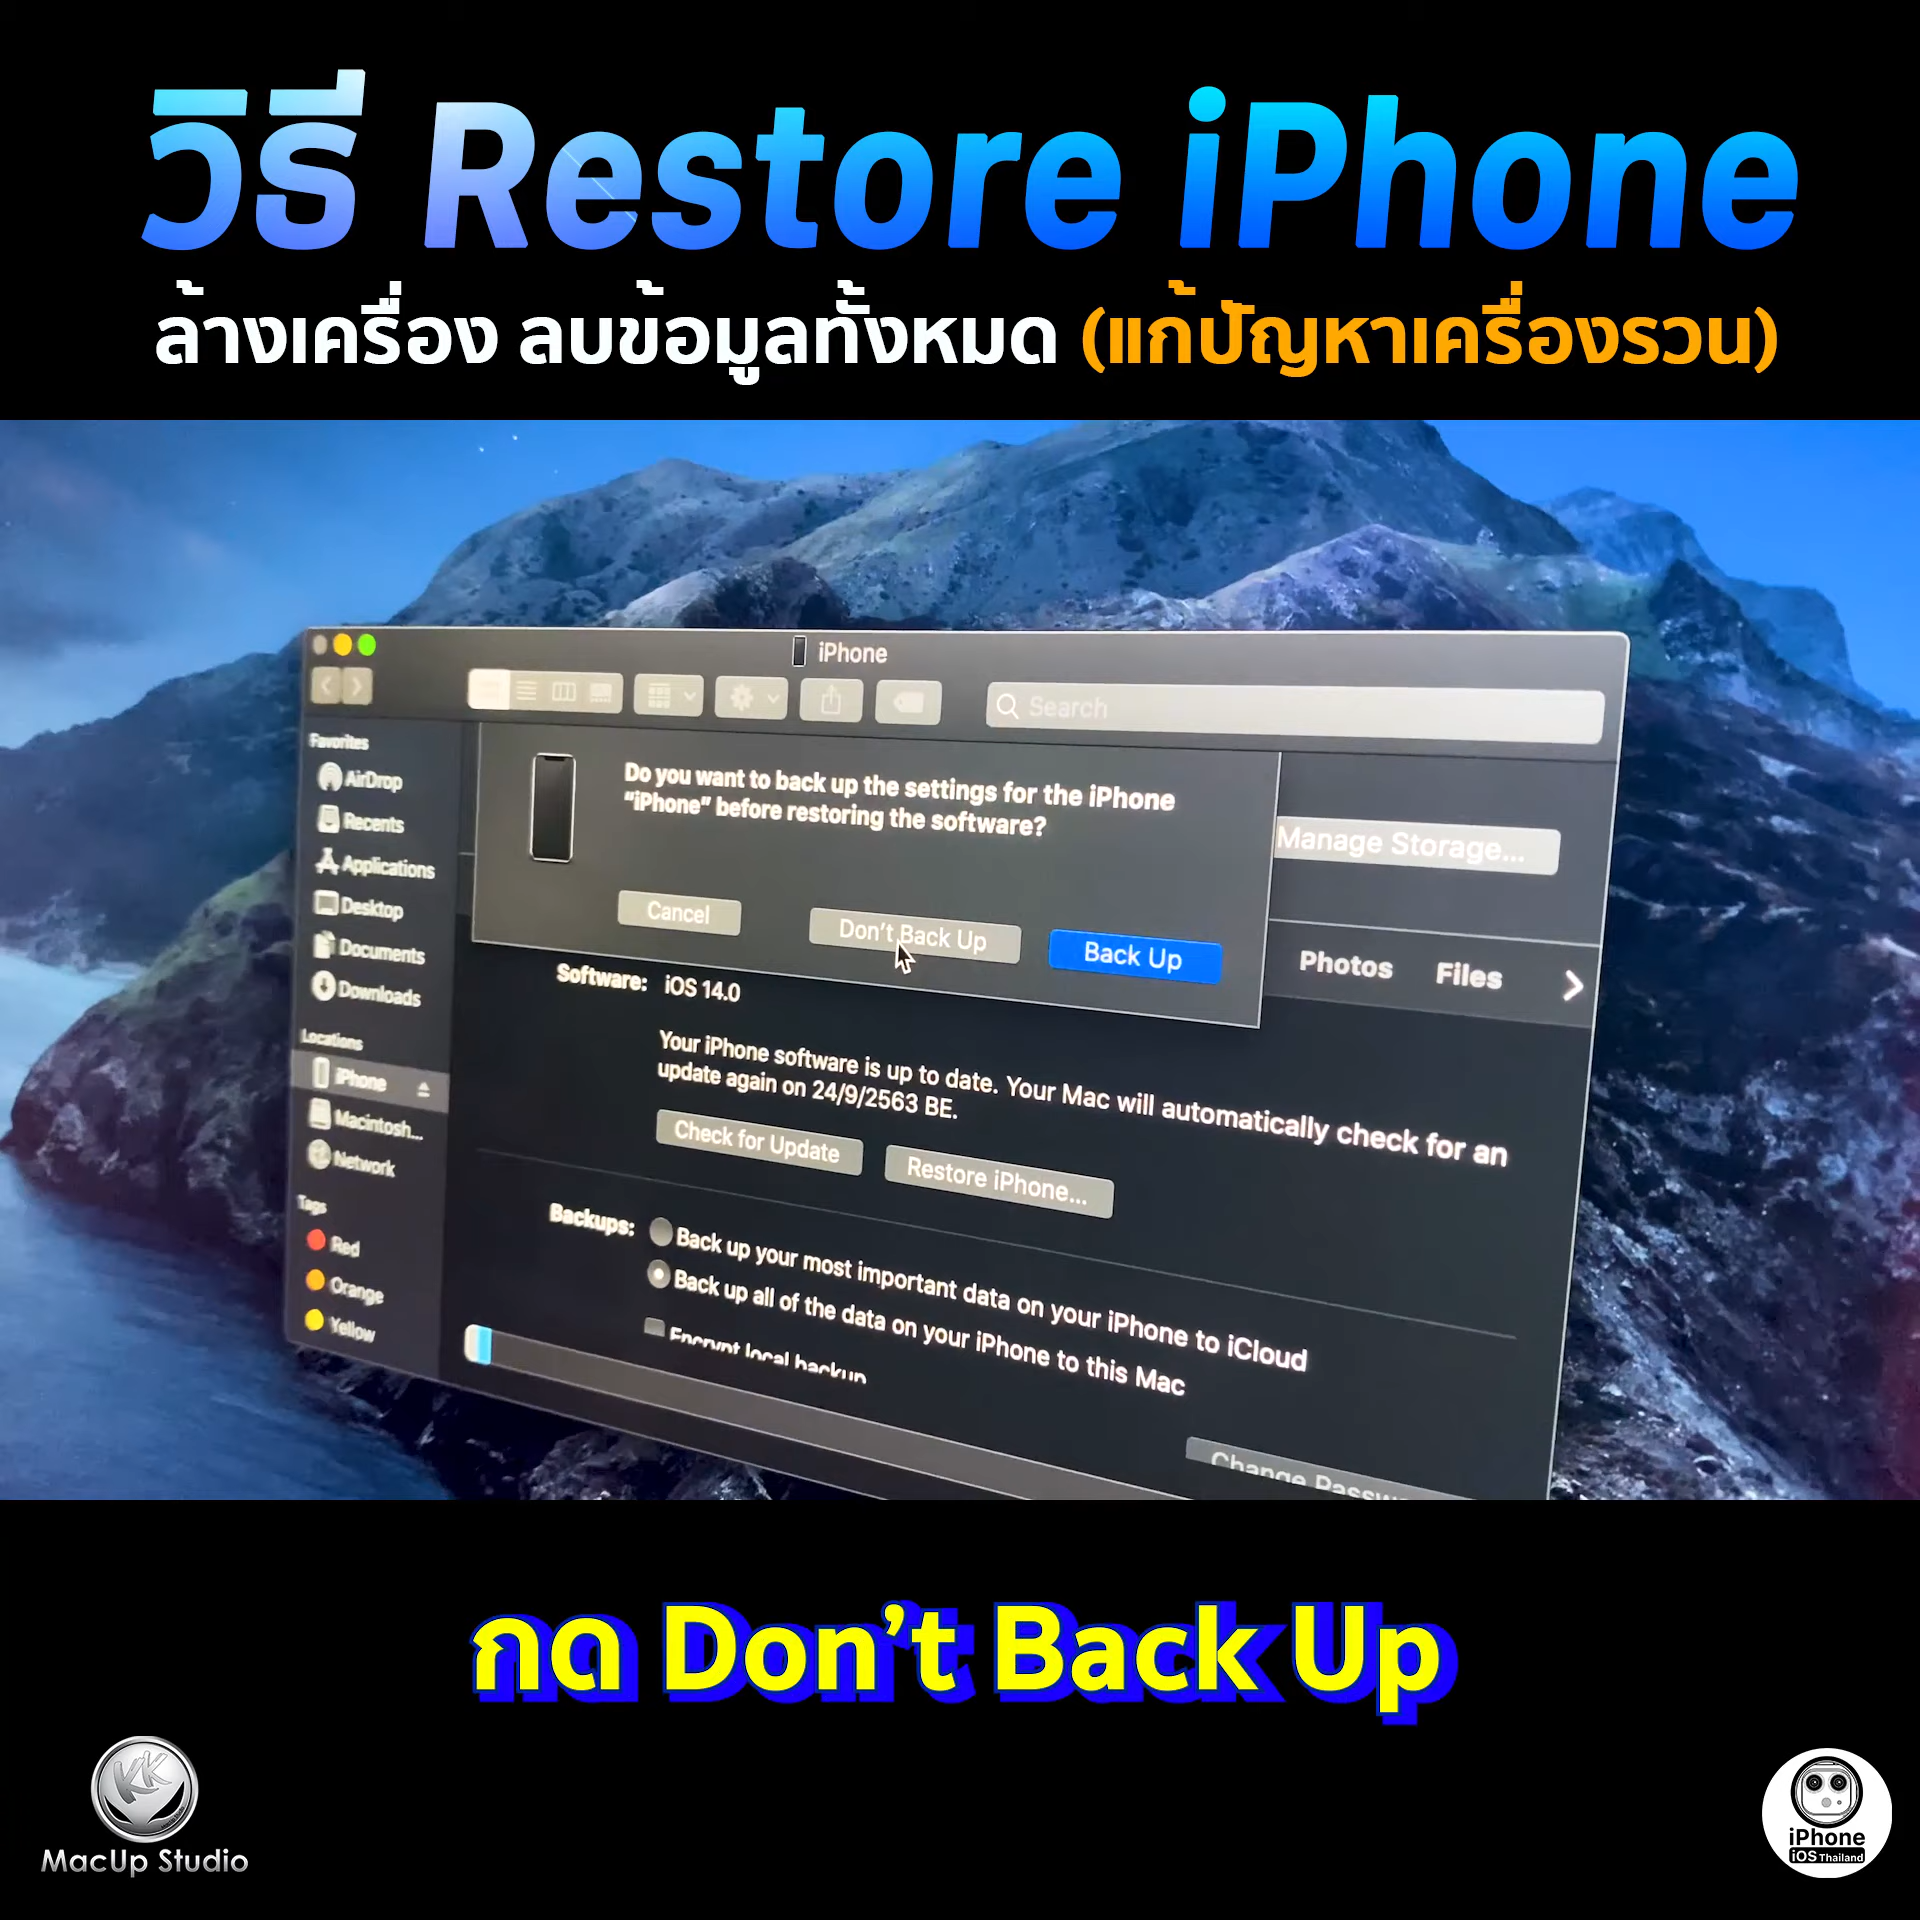 วิธี Restore iPhone
ล้างเครื่อง ลบข้อมูลทั้งหมด (แก้ปัญหาเครื่องรวน)
iPhone
Search
Favorites
AirDrop
Recents
Applications
Desktop
Documents
Downloads
Locations
iPhone
Macintosh...
Network
Tags
Red
Orange
Yellow
Do you want to back up the settings for the iPhone
“iPhone” before restoring the software?
Cancel
Don't Back Up
Back Up
Manage Storage...
Photos
Files
Software: iOS 14.0
Your iPhone software is up to date. Your Mac will automatically check for an
update again on 24/9/2563 BE.
Check for Update
Restore iPhone...
Backups:
Back up your most important data on your iPhone to iCloud
Back up all of the data on your iPhone to this Mac
Encrypt local backup
Change Passw
กด Don’t Back Up
KK
MacUp Studio
iPhone
iOS Thailand